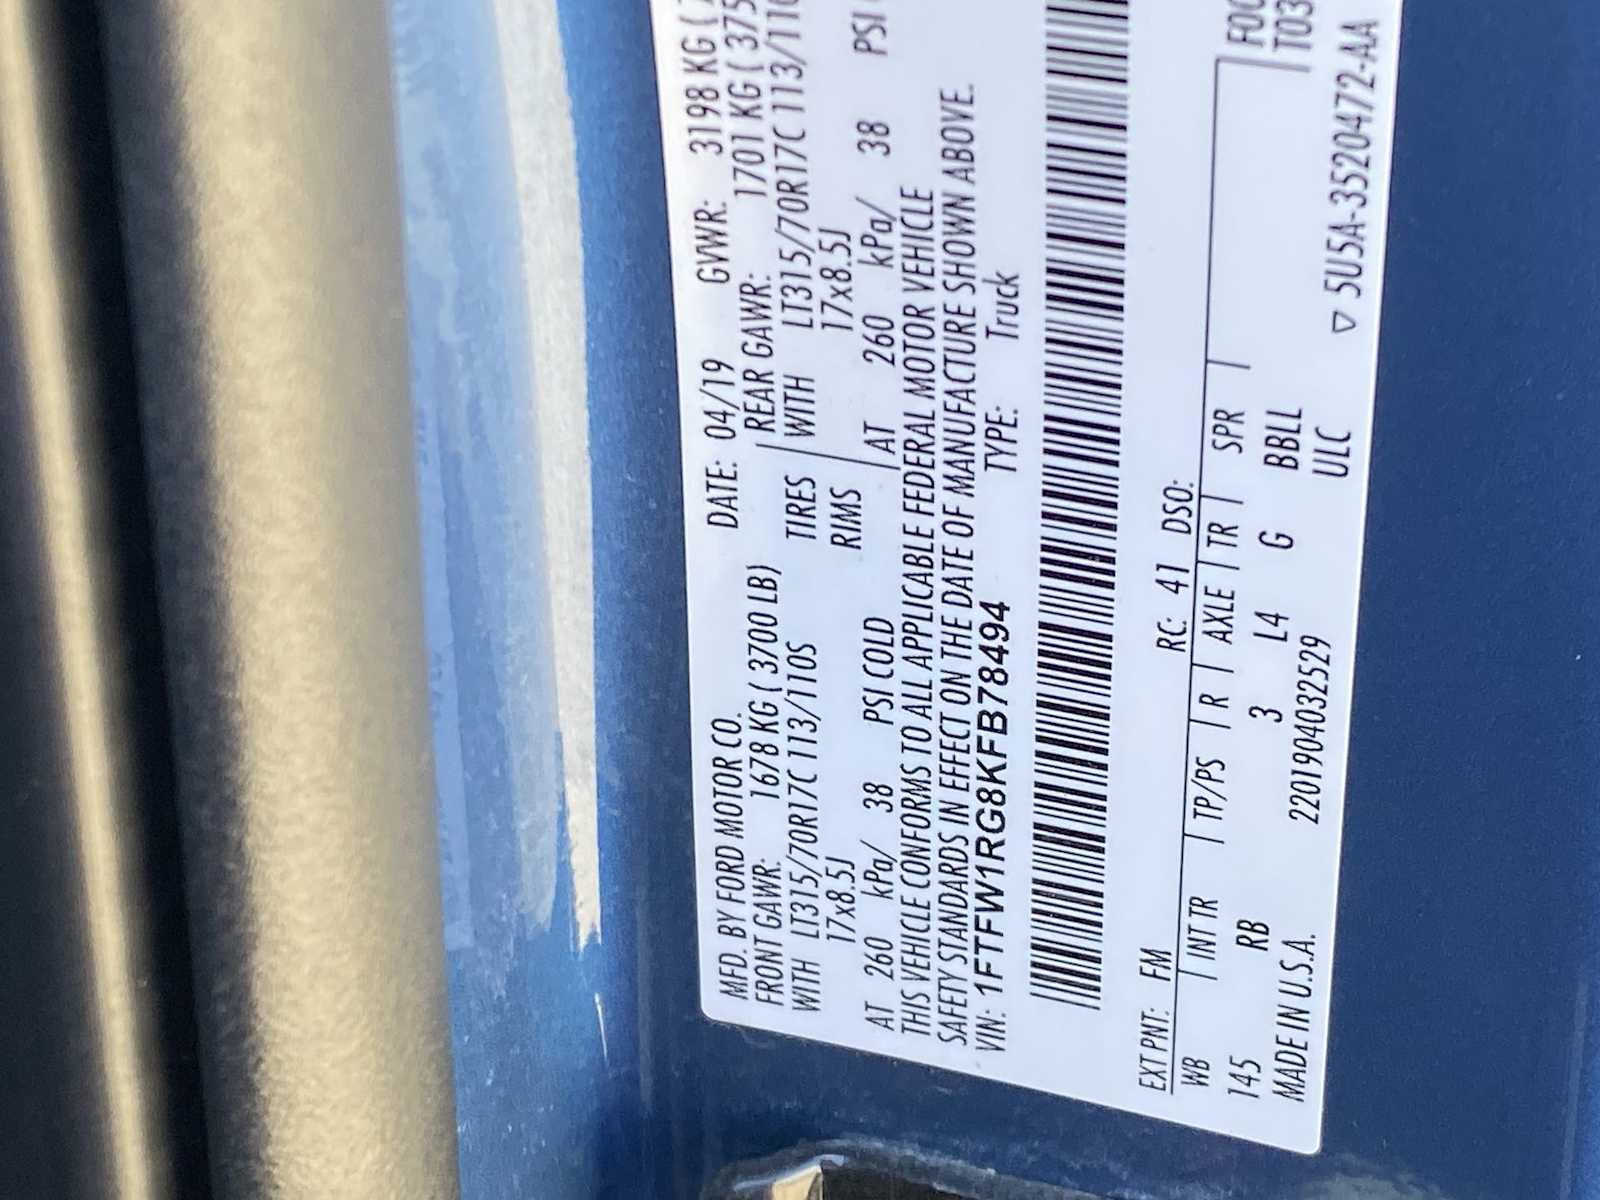 MFD. BY FORD MOTOR CO. DATE: 04/19 GVWR: 3198 KG (
FRONT GAWR: 1678 KG ( 3700 LB) REAR GAWR: 1701 KG ( 375
WITH LT315/70R17C 113/110S TIRES WITH LT315/70R17C 113/110
17x8.5J RIMS 17x8.5J
AT 260 kPa/ 38 PSI COLD AT 260 kPa/ 38 PSI
THIS VEHICLE CONFORMS TO ALL APPLICABLE FEDERAL MOTOR VEHICLE
SAFETY STANDARDS IN EFFECT ON THE DATE OF MANUFACTURE SHOWN ABOVE.
VIN: 1FTFW1RG8KFB78494 TYPE: Truck
EXT PNT: FM RC: 41 DSO:
WB INT TR TP/PS R AXLE TR SPR
145 RB 3 L4 G BBLL
MADE IN U.S.A. 2201904032529 ULC
▽ 5U5A-3520472-AA